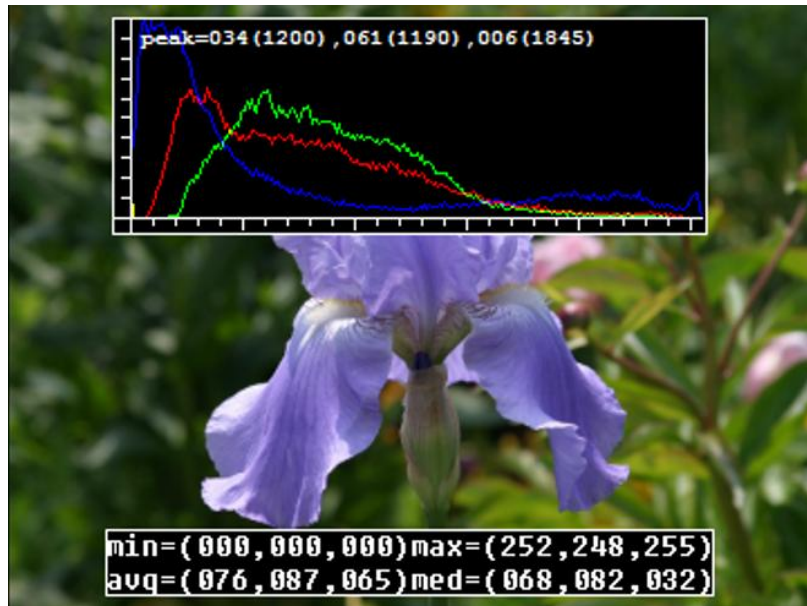 peak=034(1200),061(1190),006(1845)
min=(000,000,000)max=(252,248,255)
avg=(076,087,065)med=(068,082,032)